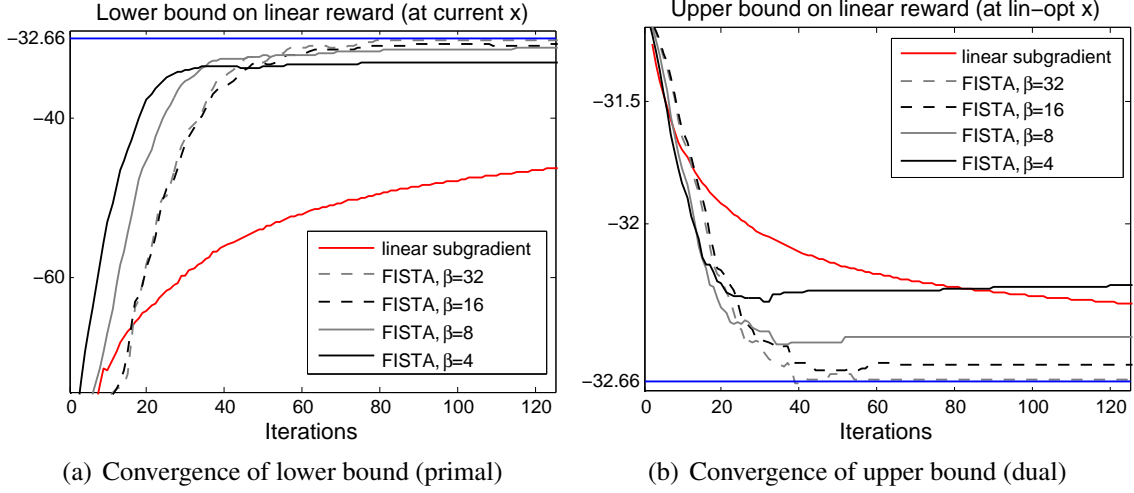 Lower bound on linear reward (at current x)
-32.66
-40
-60
0
20
40
60
80
100
120
Iterations
linear subgradient
FISTA, β=32
FISTA, β=16
FISTA, β=8
FISTA, β=4
(a) Convergence of lower bound (primal)
Upper bound on linear reward (at lin-opt x)
-31.5
-32
-32.66
0
20
40
60
80
100
120
Iterations
linear subgradient
FISTA, β=32
FISTA, β=16
FISTA, β=8
FISTA, β=4
(b) Convergence of upper bound (dual)